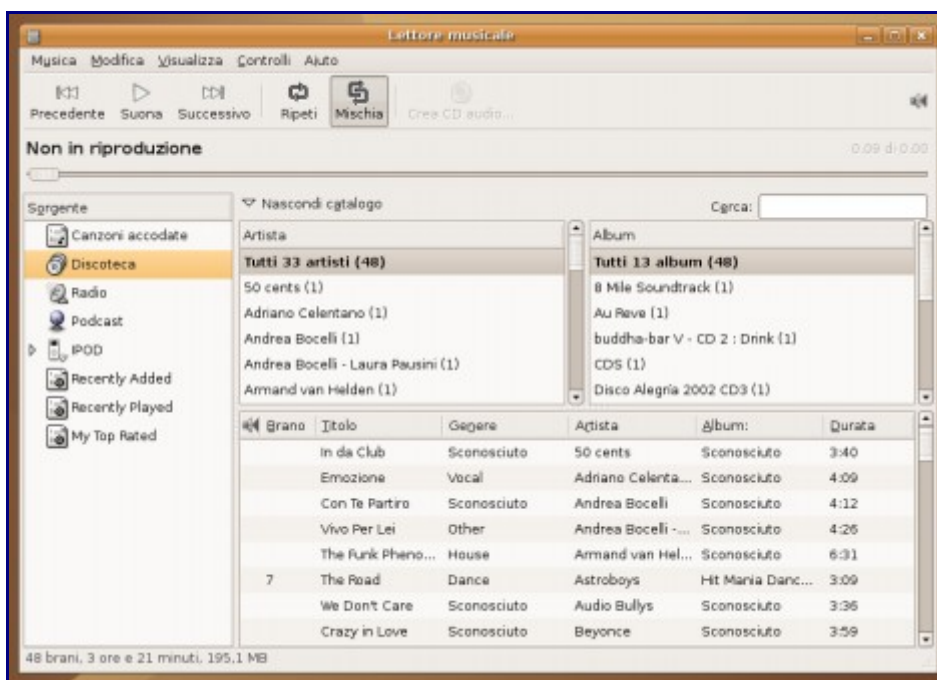 Lettore musicale
Musica Modifica Visualizza Controlli Aiuto
Precedente Suona Successivo Ripeti Mischia Crea CD audio...
Non in riproduzione
0.00 di 0.00
Sorgente
Nascondi catalogo
Cerca:
Canzoni accodate
Discoteca
Radio
Podcast
IPOD
Recently Added
Recently Played
My Top Rated
Artista
Tutti 33 artisti (48)
50 cents (1)
Adriano Celentano (1)
Andrea Bocelli (1)
Andrea Bocelli - Laura Pausini (1)
Armand van Helden (1)
Album
Tutti 13 album (48)
8 Mile Soundtrack (1)
Au Reve (1)
buddha-bar V - CD 2 : Drink (1)
CDS (1)
Disco Alegría 2002 CD3 (1)
Brano Titolo Genere Artista Album: Durata
In da Club Sconosciuto 50 cents Sconosciuto 3:40
Emozione Vocal Adriano Celenta... Sconosciuto 4:09
Con Te Partiro Sconosciuto Andrea Bocelli Sconosciuto 4:12
Vivo Per Lei Other Andrea Bocelli -... Sconosciuto 4:26
The Funk Pheno... House Armand van Hel... Sconosciuto 6:31
7 The Road Dance Astroboys Hit Mania Danc... 3:09
We Don't Care Sconosciuto Audio Bullys Sconosciuto 3:36
Crazy in Love Sconosciuto Beyonce Sconosciuto 3:59
48 brani, 3 ore e 21 minuti, 195,1 MB